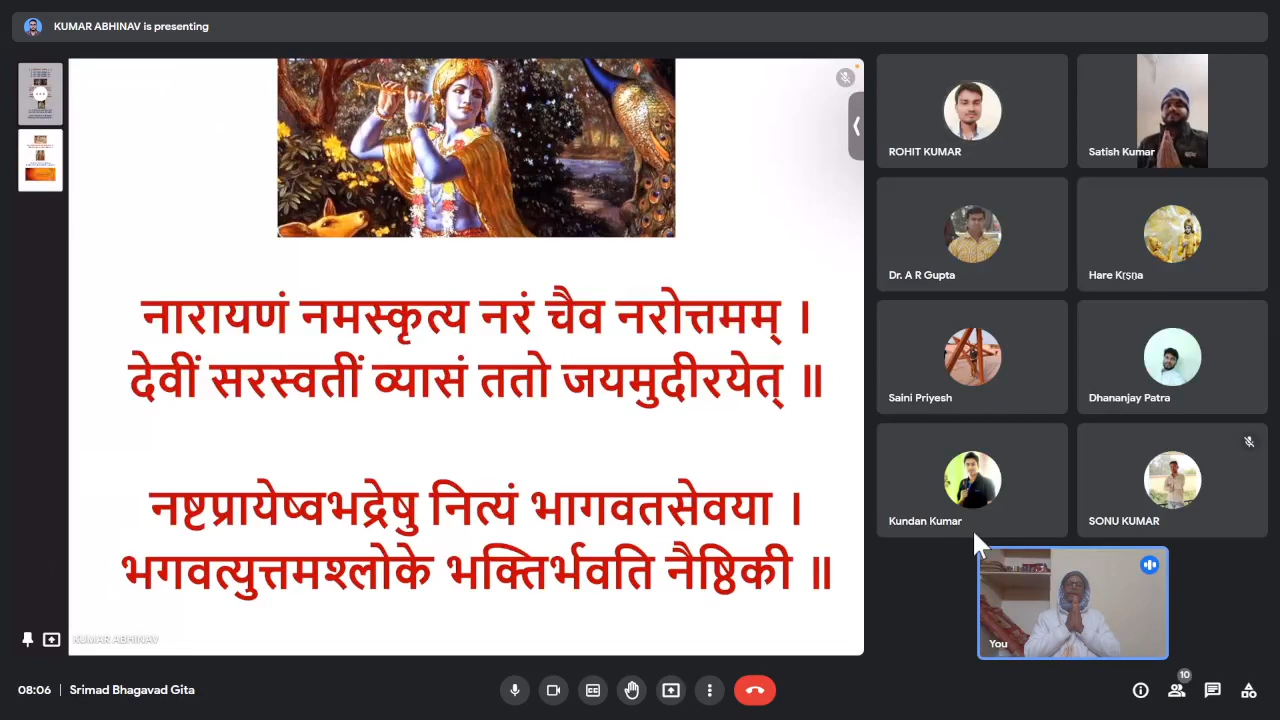 KUMAR ABHINAV is presenting
नारायणं नमस्कृत्य नरं चैव नरोत्तमम् ।
देवीं सरस्वतीं व्यासं ततो जयमुदीरयेत् ॥
नष्टप्रायेष्वभद्रेषु नित्यं भागवतसेवया ।
भगवत्युत्तमश्लोके भक्तिर्भवति नैष्ठिकी ॥
KUMAR ABHINAV
ROHIT KUMAR
Satish Kumar
Dr. A R Gupta
Hare Kṛṣṇa
Saini Priyesh
Dhananjay Patra
Kundan Kumar
SONU KUMAR
You
08:06 | Srimad Bhagavad Gita
10